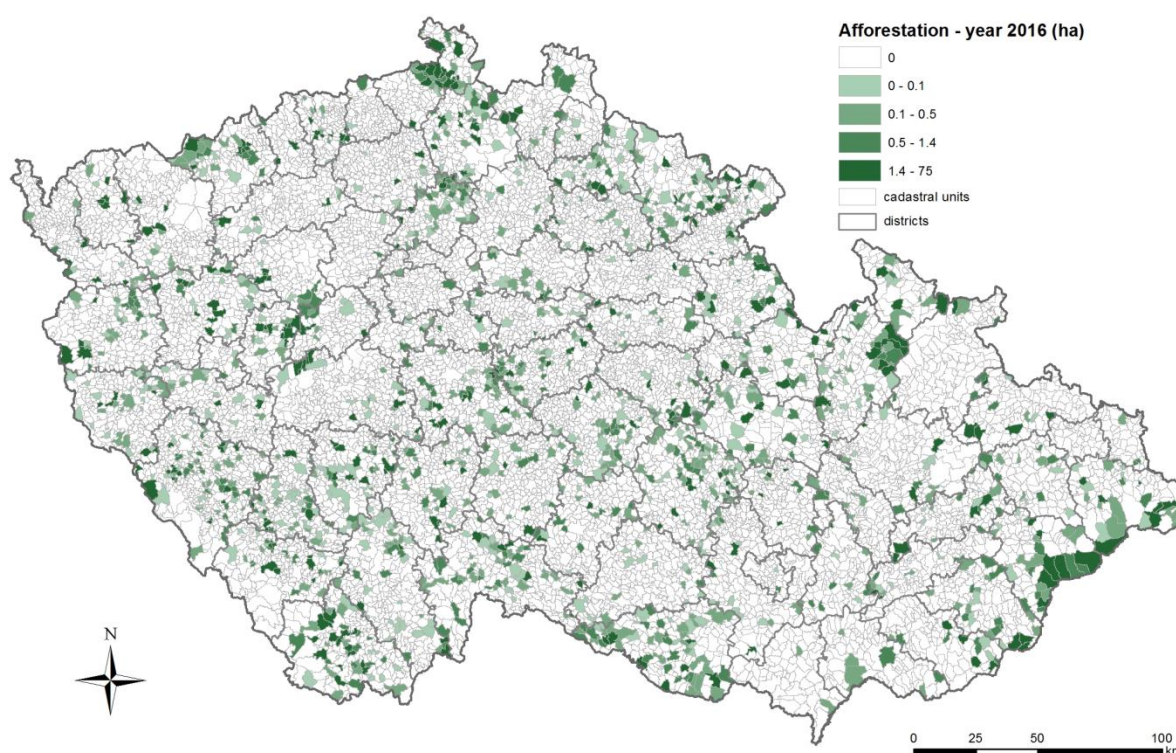 Afforestation - year 2016 (ha)
0
0 - 0.1
0.1 - 0.5
0.5 - 1.4
1.4 - 75
cadastral units
districts
N
0 25 50 100
km